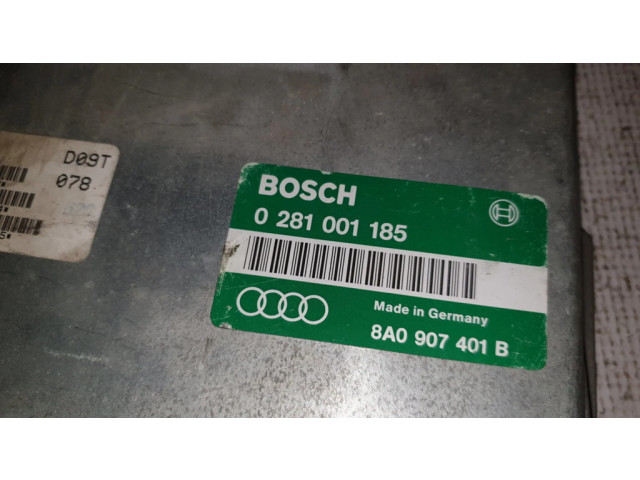 D09T
078
BOSCH
0 281 001 185
Made in Germany
8A0 907 401 B